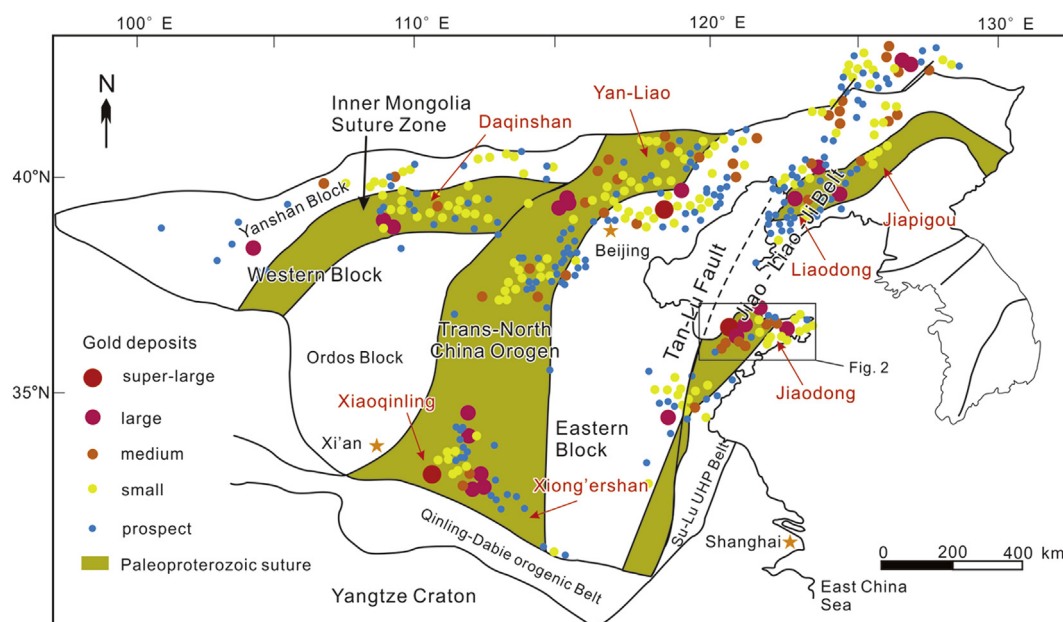 100° E
110° E
120° E
130° E
N
Inner Mongolia
Suture Zone
Daqinshan
Yan-Liao
40°N
Yanshan Block
Western Block
Beijing
Jiapigou
Liaodong
Jiao - Liao-Ji Belt
Tan-Lu Fault
Trans-North
China Orogen
Ordos Block
Fig. 2
Jiaodong
35°N
Eastern
Block
Xiaoqinling
Xi'an
Xiong'ershan
Su-Lu UHP Belt
Qinling-Dabie orogenic Belt
Shanghai
Yangtze Craton
East China
Sea
0 200 400 km
Gold deposits
super-large
large
medium
small
prospect
Paleoproterozoic suture